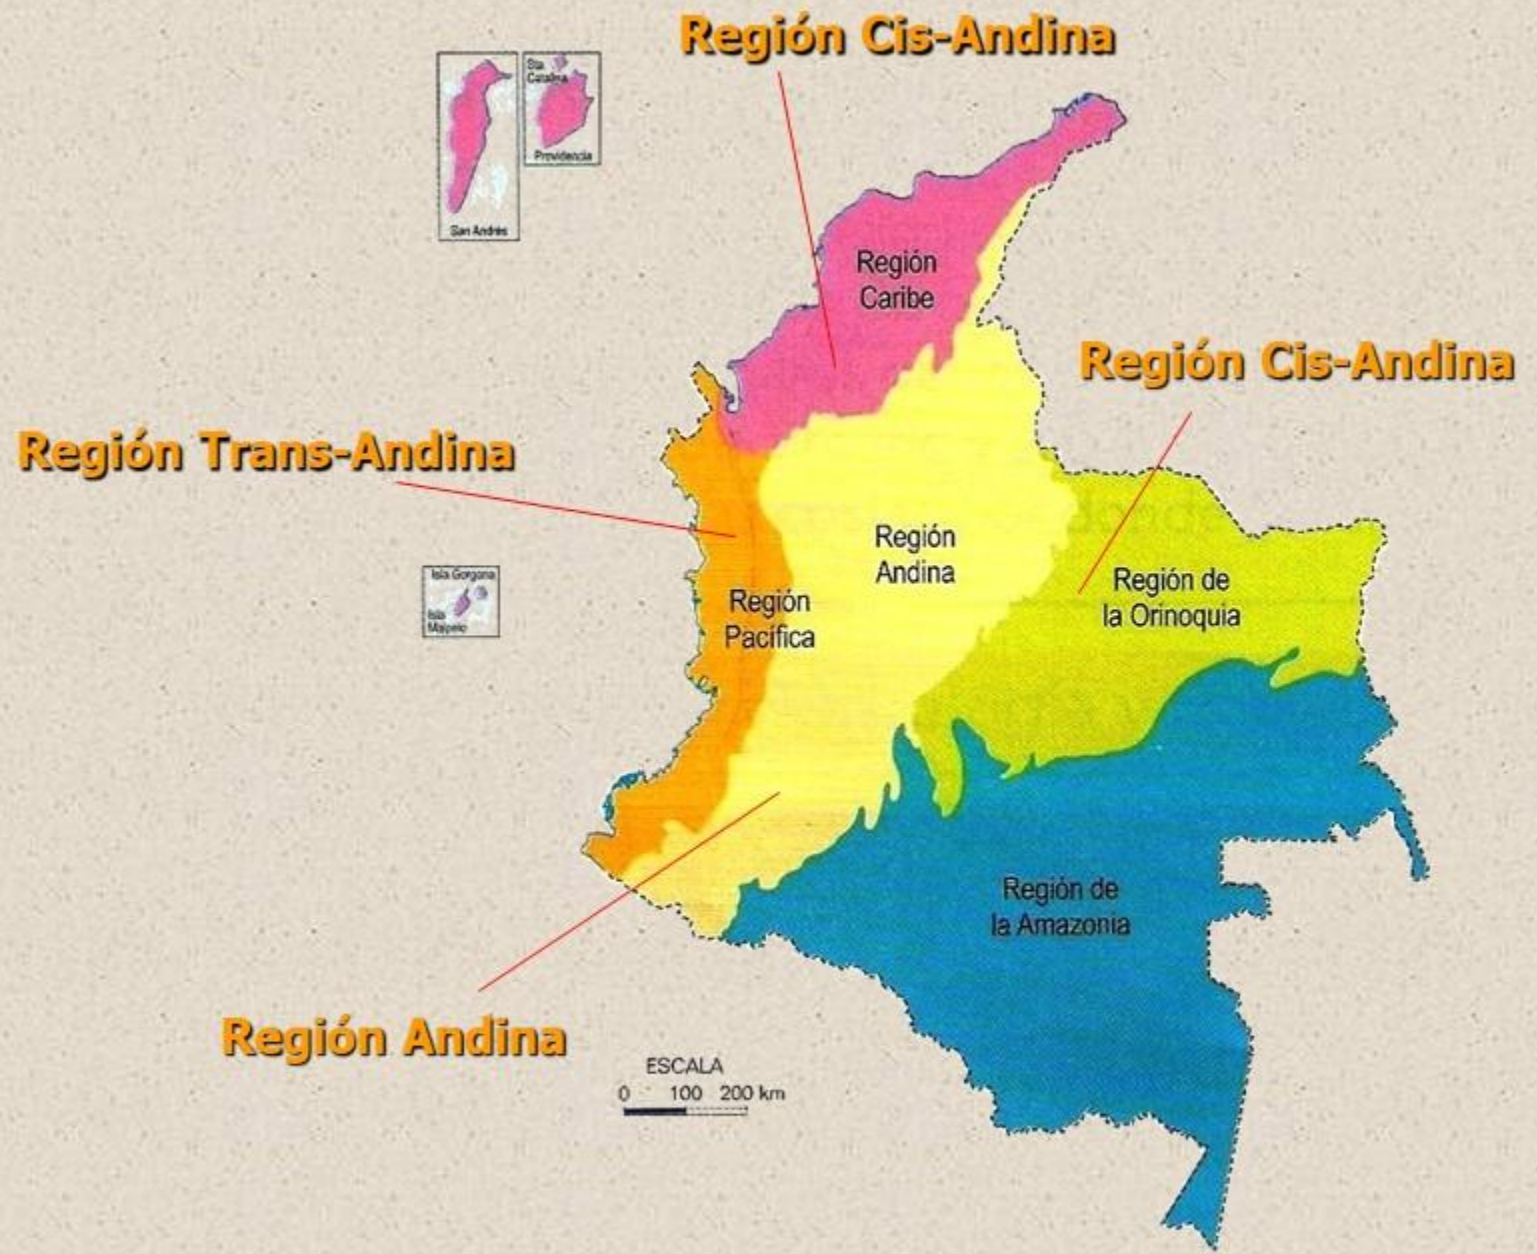 Región Cis-Andina
Sta
Catalina
Providencia
San Andrés
Región
Caribe
Región Cis-Andina
Región Trans-Andina
Región
Andina
Isla Gorgona
Isla
Malpelo
Región
Pacífica
Región de
la Orinoquia
Región de
la Amazonia
Región Andina
ESCALA
0 100 200 km